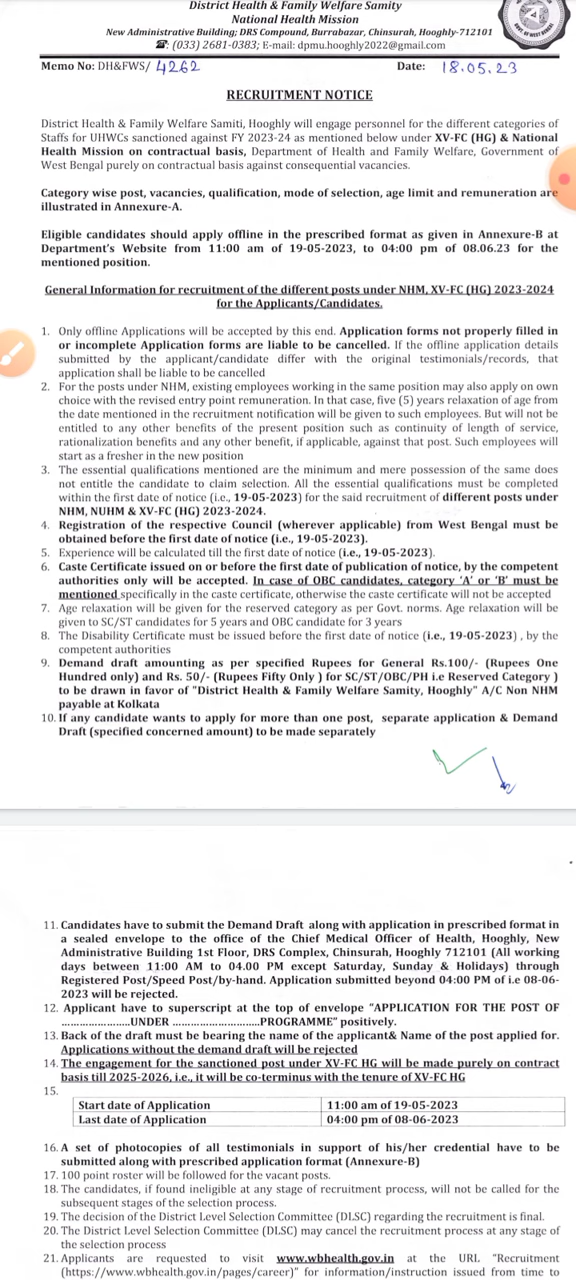 District Health & Family Welfare Samity
National Health Mission
New Administrative Building; DRS Compound, Burrabazar, Chinsurah, Hooghly-712101
☎: (033) 2681-0383; E-mail: dpmu.hooghly2022@gmail.com
Memo No: DH&FWS/ 4262 Date: 18.05.23
RECRUITMENT NOTICE
District Health & Family Welfare Samiti, Hooghly will engage personnel for the different categories of
Staffs for UHWCs sanctioned against FY 2023-24 as mentioned below under XV-FC (HG) & National
Health Mission on contractual basis, Department of Health and Family Welfare, Government of
West Bengal purely on contractual basis against consequential vacancies.
Category wise post, vacancies, qualification, mode of selection, age limit and remuneration are
illustrated in Annexure-A.
Eligible candidates should apply offline in the prescribed format as given in Annexure-B at
Department's Website from 11:00 am of 19-05-2023, to 04:00 pm of 08.06.23 for the
mentioned position.
General Information for recruitment of the different posts under NHM, XV-FC (HG) 2023-2024
for the Applicants/Candidates.
1. Only offline Applications will be accepted by this end. Application forms not properly filled in
or incomplete Application forms are liable to be cancelled. If the offline application details
submitted by the applicant/candidate differ with the original testimonials/records, that
application shall be liable to be cancelled
2. For the posts under NHM, existing employees working in the same position may also apply on own
choice with the revised entry point remuneration. In that case, five (5) years relaxation of age from
the date mentioned in the recruitment notification will be given to such employees. But will not be
entitled to any other benefits of the present position such as continuity of length of service,
rationalization benefits and any other benefit, if applicable, against that post. Such employees will
start as a fresher in the new position
3. The essential qualifications mentioned are the minimum and mere possession of the same does
not entitle the candidate to claim selection. All the essential qualifications must be completed
within the first date of notice (i.e., 19-05-2023) for the said recruitment of different posts under
NHM, NUHM & XV-FC (HG) 2023-2024.
4. Registration of the respective Council (wherever applicable) from West Bengal must be
obtained before the first date of notice (i.e., 19-05-2023).
5. Experience will be calculated till the first date of notice (i.e., 19-05-2023).
6. Caste Certificate issued on or before the first date of publication of notice, by the competent
authorities only will be accepted. In case of OBC candidates, category 'A' or 'B' must be
mentioned specifically in the caste certificate, otherwise the caste certificate will not be accepted
7. Age relaxation will be given for the reserved category as per Govt. norms. Age relaxation will be
given to SC/ST candidates for 5 years and OBC candidate for 3 years
8. The Disability Certificate must be issued before the first date of notice (i.e., 19-05-2023) , by the
competent authorities
9. Demand draft amounting as per specified Rupees for General Rs.100/- (Rupees One
Hundred only) and Rs. 50/- (Rupees Fifty Only ) for SC/ST/OBC/PH i.e Reserved Category )
to be drawn in favor of "District Health & Family Welfare Samity, Hooghly" A/C Non NHM
payable at Kolkata
10. If any candidate wants to apply for more than one post, separate application & Demand
Draft (specified concerned amount) to be made separately
11. Candidates have to submit the Demand Draft along with application in prescribed format in
a sealed envelope to the office of the Chief Medical Officer of Health, Hooghly, New
Administrative Building 1st Floor, DRS Complex, Chinsurah, Hooghly 712101 (All working
days between 11:00 AM to 04.00 PM except Saturday, Sunday & Holidays) through
Registered Post/Speed Post/by-hand. Application submitted beyond 04:00 PM of i.e 08-06-
2023 will be rejected.
12. Applicant have to superscript at the top of envelope "APPLICATION FOR THE POST OF
........................UNDER ..............................PROGRAMME" positively.
13. Back of the draft must be bearing the name of the applicant& Name of the post applied for.
Applications without the demand draft will be rejected
14. The engagement for the sanctioned post under XV-FC HG will be made purely on contract
basis till 2025-2026, i.e., it will be co-terminus with the tenure of XV-FC HG
15.
Start date of Application 11:00 am of 19-05-2023
Last date of Application 04:00 pm of 08-06-2023
16. A set of photocopies of all testimonials in support of his/her credential have to be
submitted along with prescribed application format (Annexure-B)
17. 100 point roster will be followed for the vacant posts.
18. The candidates, if found ineligible at any stage of recruitment process, will not be called for the
subsequent stages of the selection process.
19. The decision of the District Level Selection Committee (DLSC) regarding the recruitment is final.
20. The District Level Selection Committee (DLSC) may cancel the recruitment process at any stage of
the selection process
21. Applicants are requested to visit www.wbhealth.gov.in at the URL "Recruitment
(https://www.wbhealth.gov.in/pages/career)" for information/instruction issued from time to